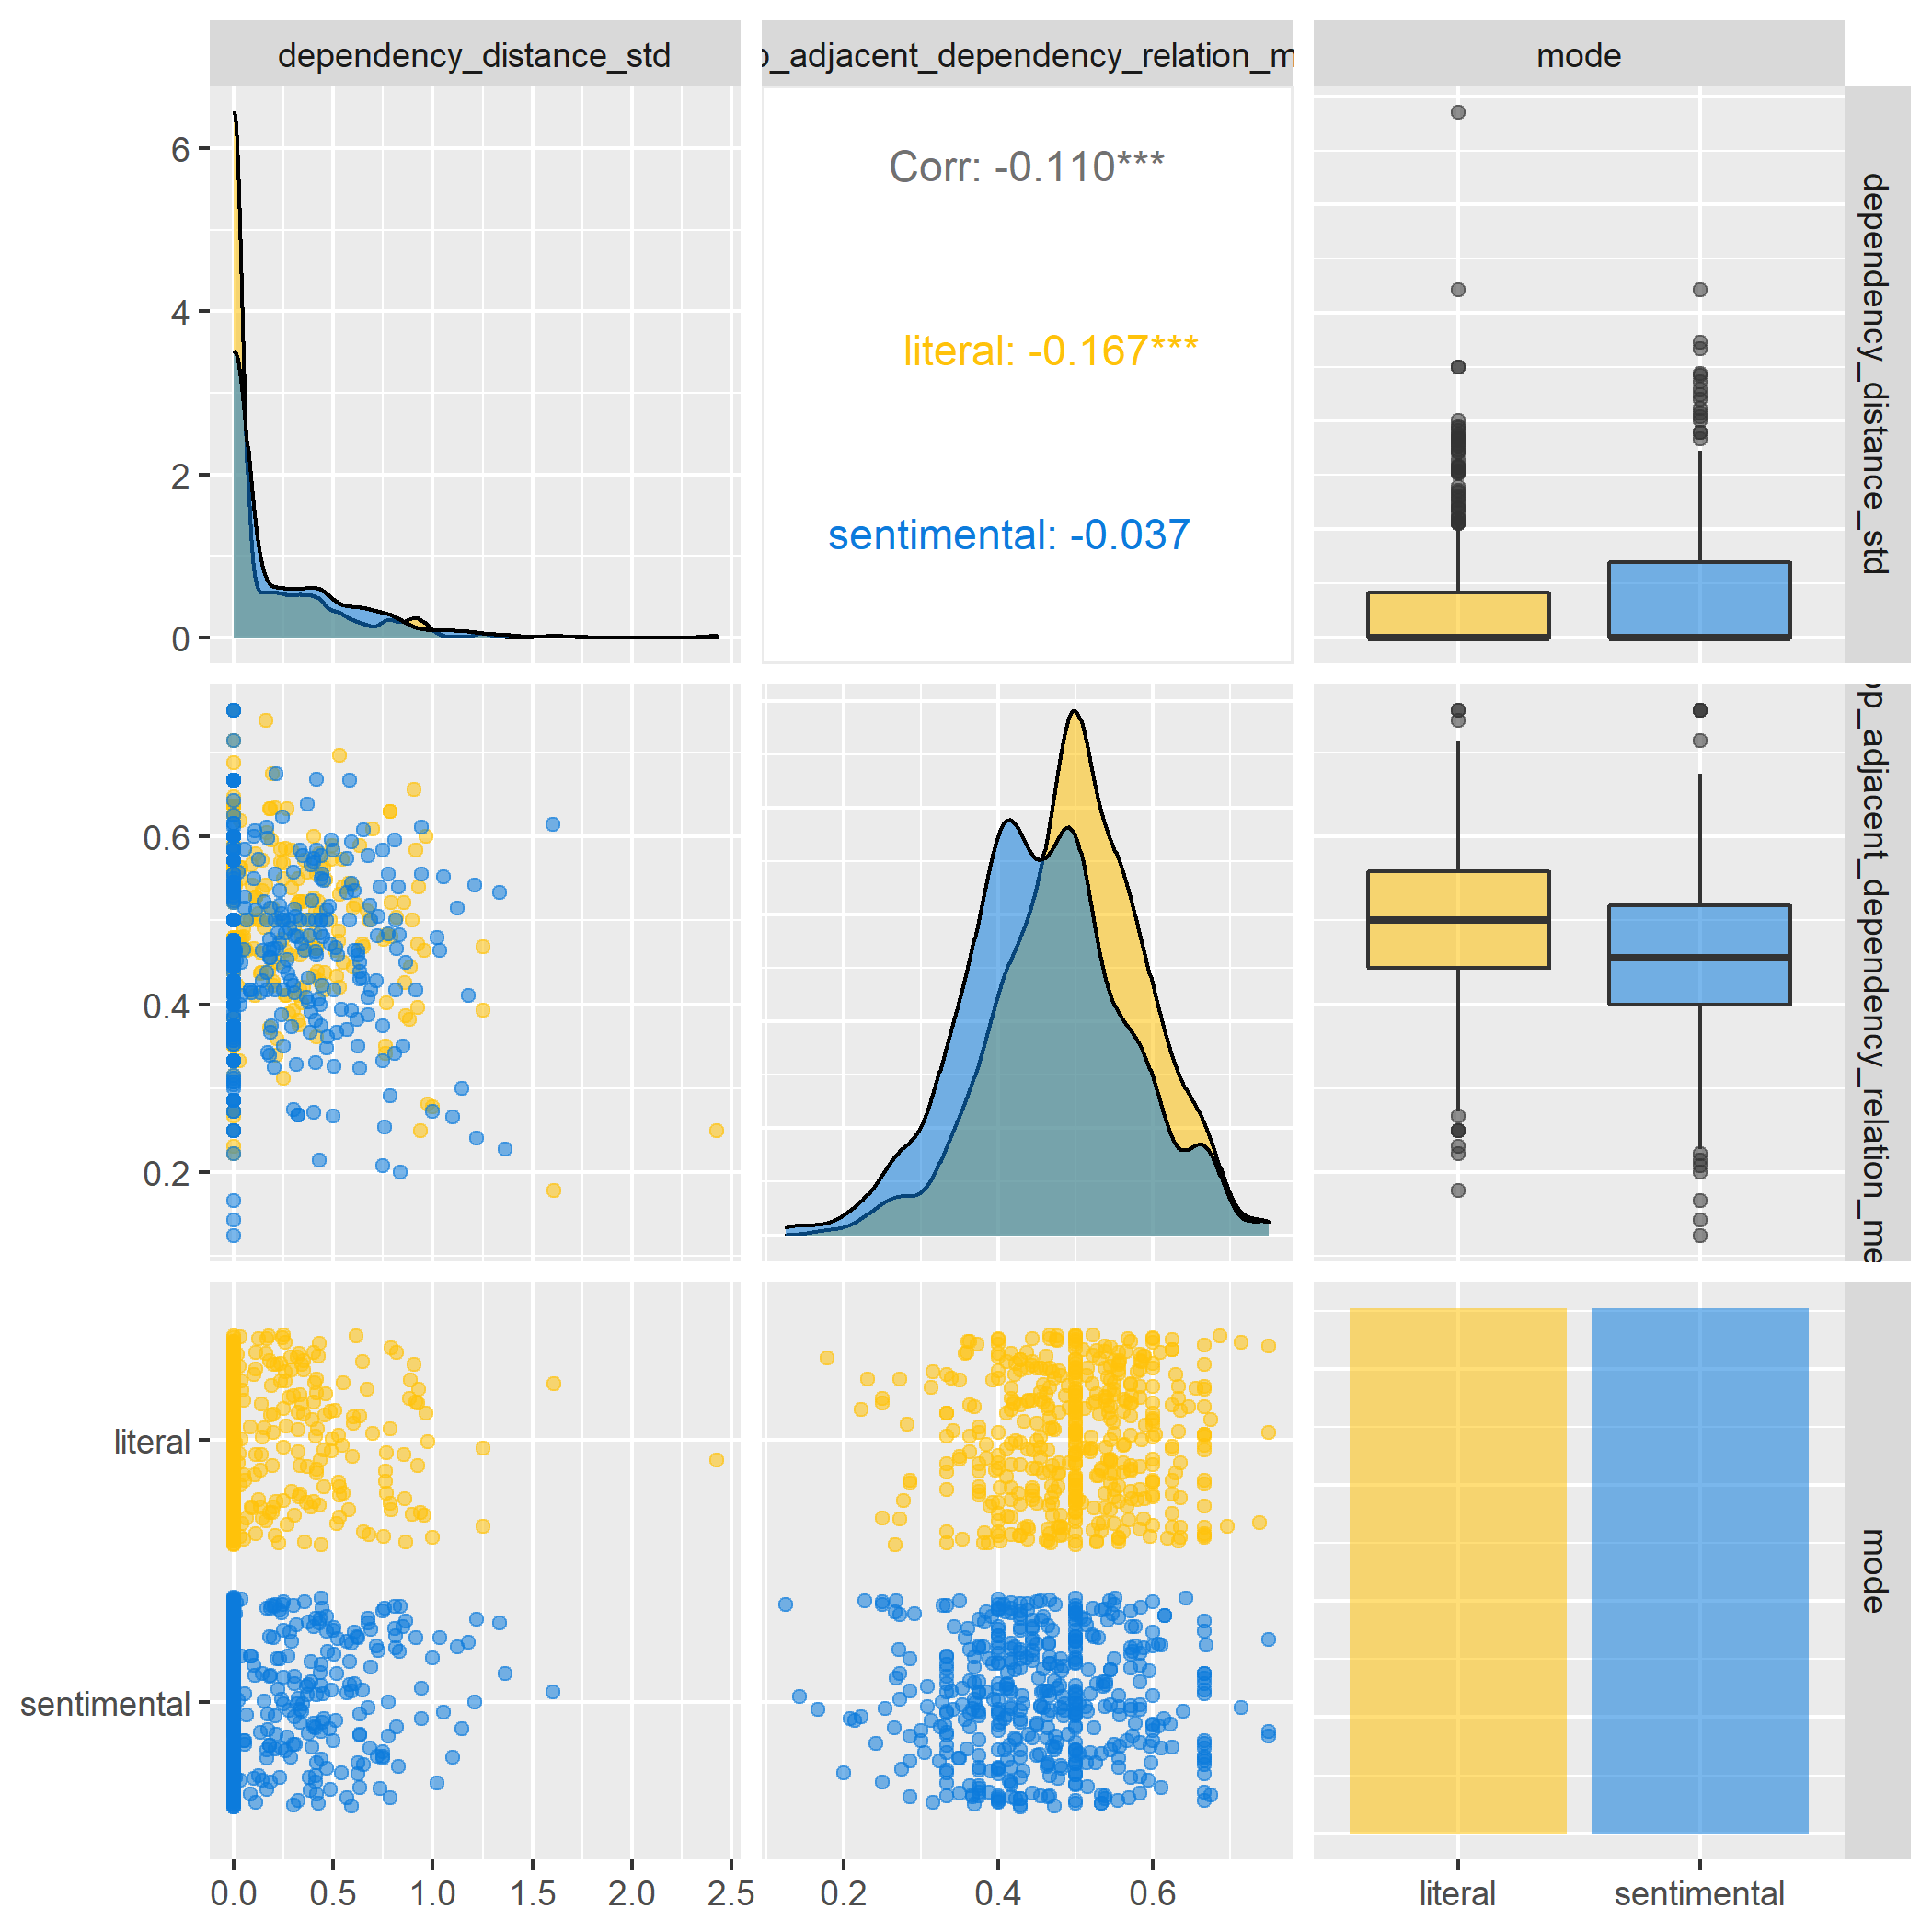 dependency_distance_std
p_adjacent_dependency_relation_m
mode
6
4
2
0
Corr: -0.110***
literal: -0.167***
sentimental: -0.037
dependency_distance_std
0.6
0.4
0.2
pp_adjacent_dependency_relation_me
literal
sentimental
mode
0.0 0.5 1.0 1.5 2.0 2.5
0.2 0.4 0.6
literal sentimental